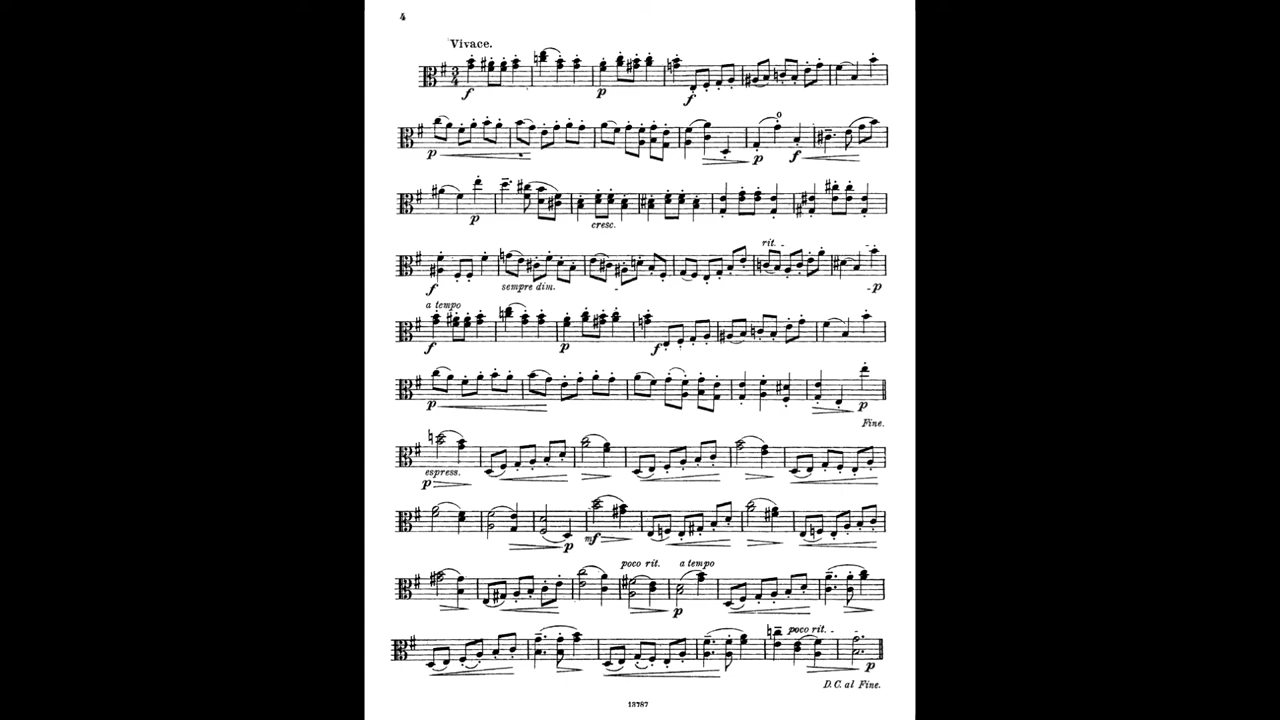 4
Vivace.
f p f
p p f
p cresc.
rit. -
f sempre dim. - - p
a tempo
f p f
p p
Fine.
espress.
p
p mf
poco rit. a tempo
p
poco rit. -
p
D. C. al Fine.
13787